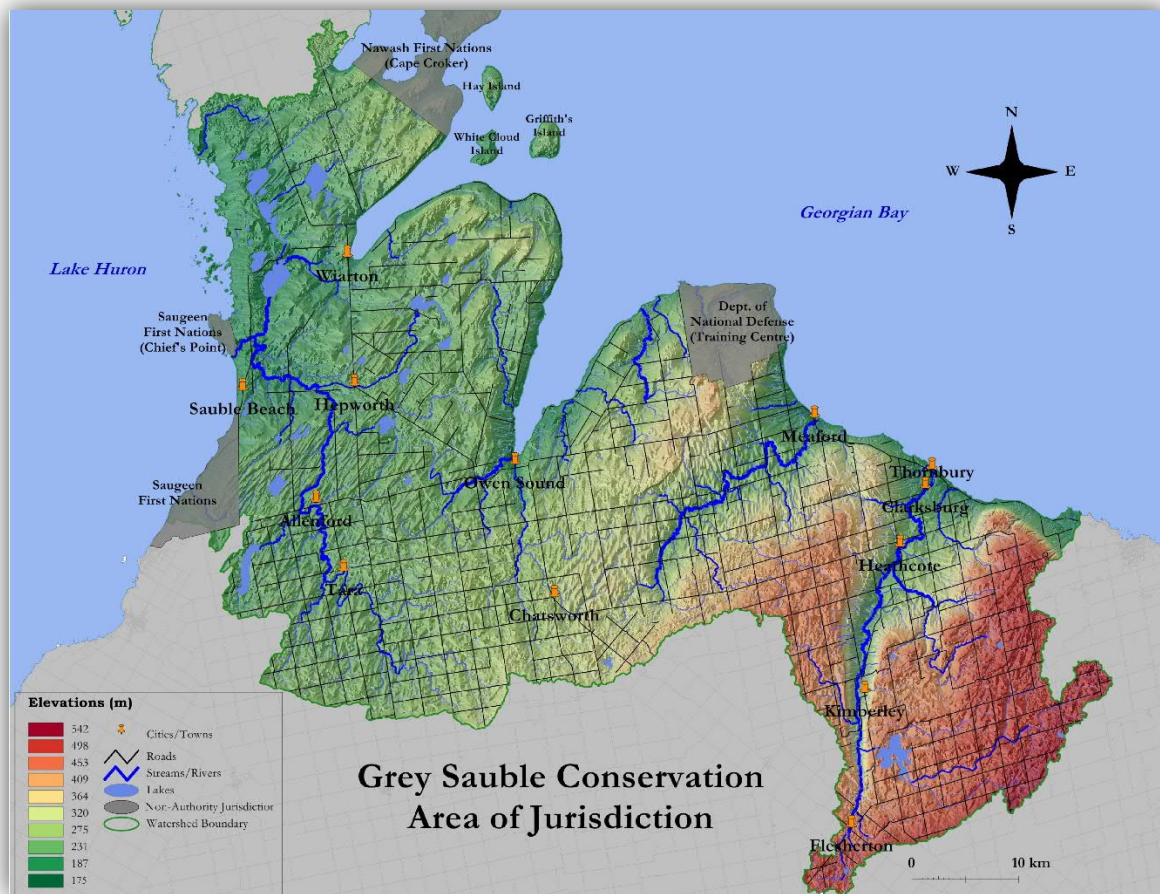 Nawash First Nations
(Cape Croker)
Hay Island
Griffith's
Island
White Cloud
Island
N
W
E
S
Georgian Bay
Lake Huron
Wiarton
Saugeen
First Nations
(Chief's Point)
Dept. of
National Defense
(Training Centre)
Sauble Beach
Hepworth
Meaford
Owen Sound
Thornbury
Clarksburg
Saugeen
First Nations
Allenford
Heathcote
Tara
Chatsworth
Kimberley
Flesherton
Elevations (m)
542
498
453
409
364
320
275
231
187
175
Cities/Towns
Roads
Streams/Rivers
Lakes
Non-Authority Jurisdiction
Watershed Boundary
Grey Sauble Conservation
Area of Jurisdiction
0
10 km